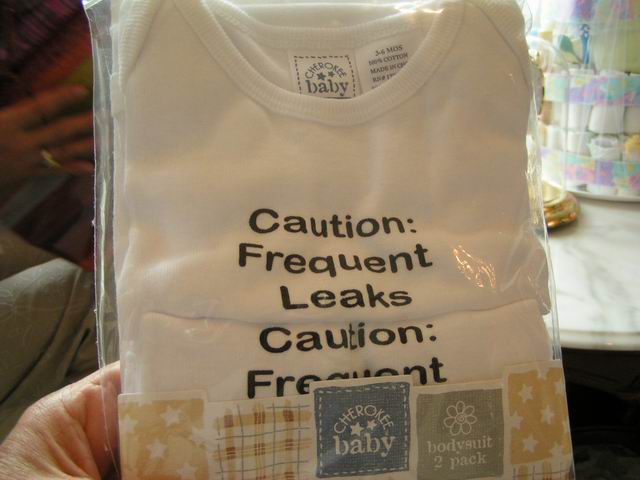 CHEROKEE
baby
3-6 MOS
100% COTTON
MADE IN
Caution:
Frequent
Leaks
Caution:
Frequent
CHEROKEE
baby
bodysuit
2 pack